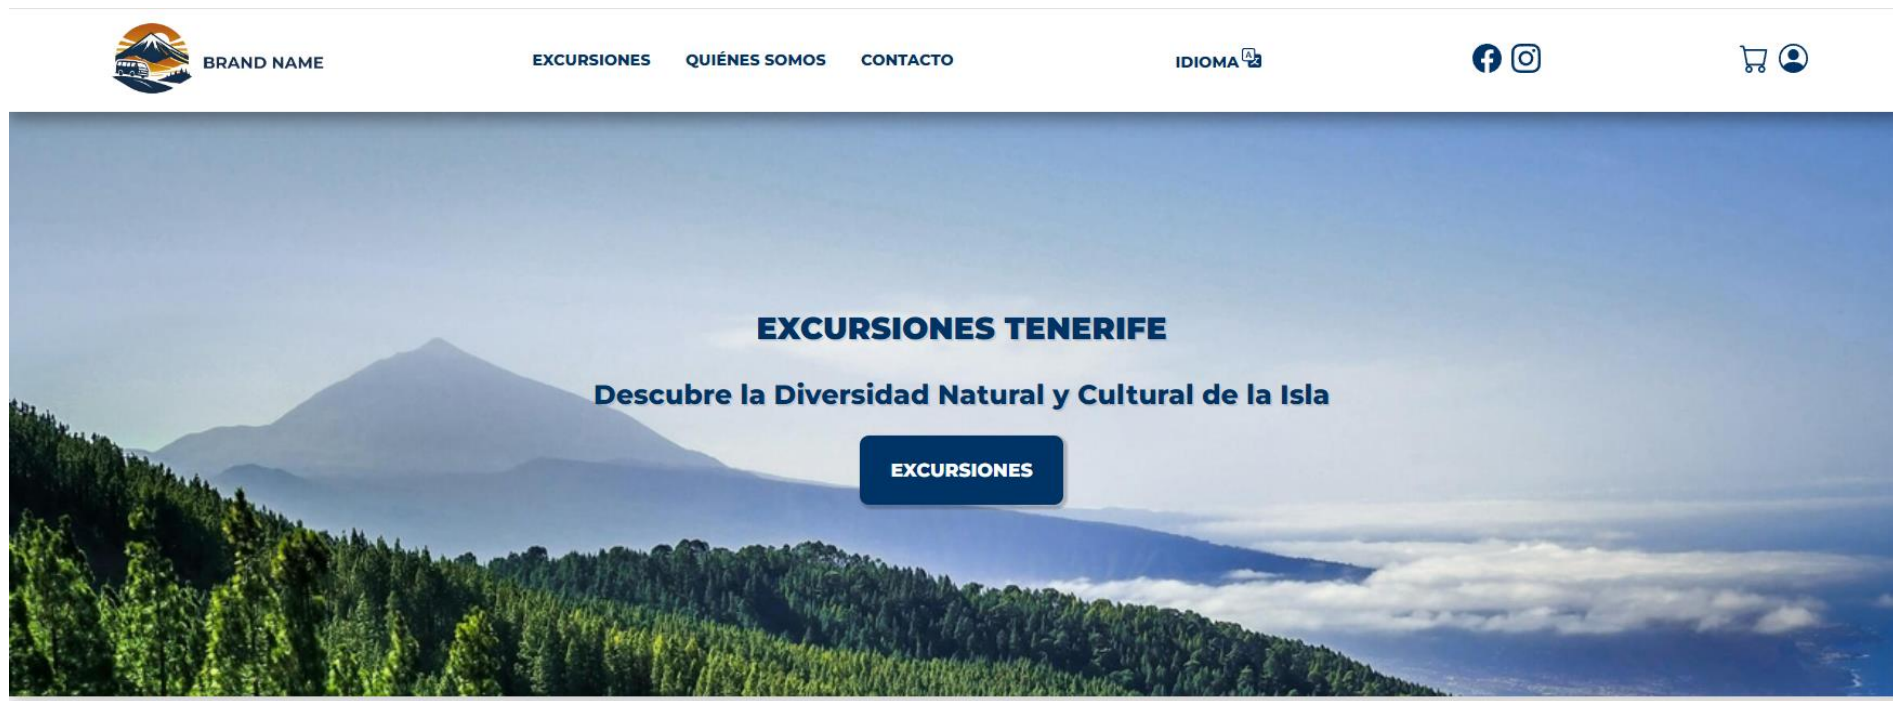 BRAND NAME
EXCURSIONES QUIÉNES SOMOS CONTACTO
IDIOMA
EXCURSIONES TENERIFE
Descubre la Diversidad Natural y Cultural de la Isla
EXCURSIONES